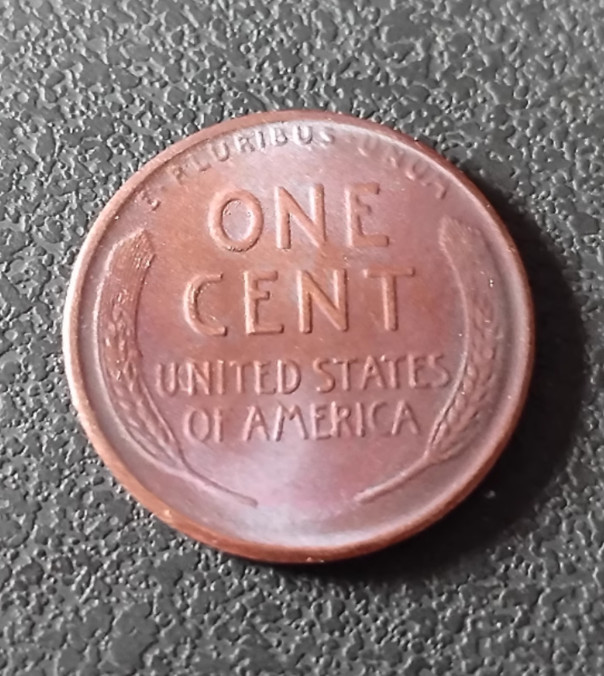 E · PLURIBUS · UNUM
ONE
CENT
UNITED STATES
OF AMERICA